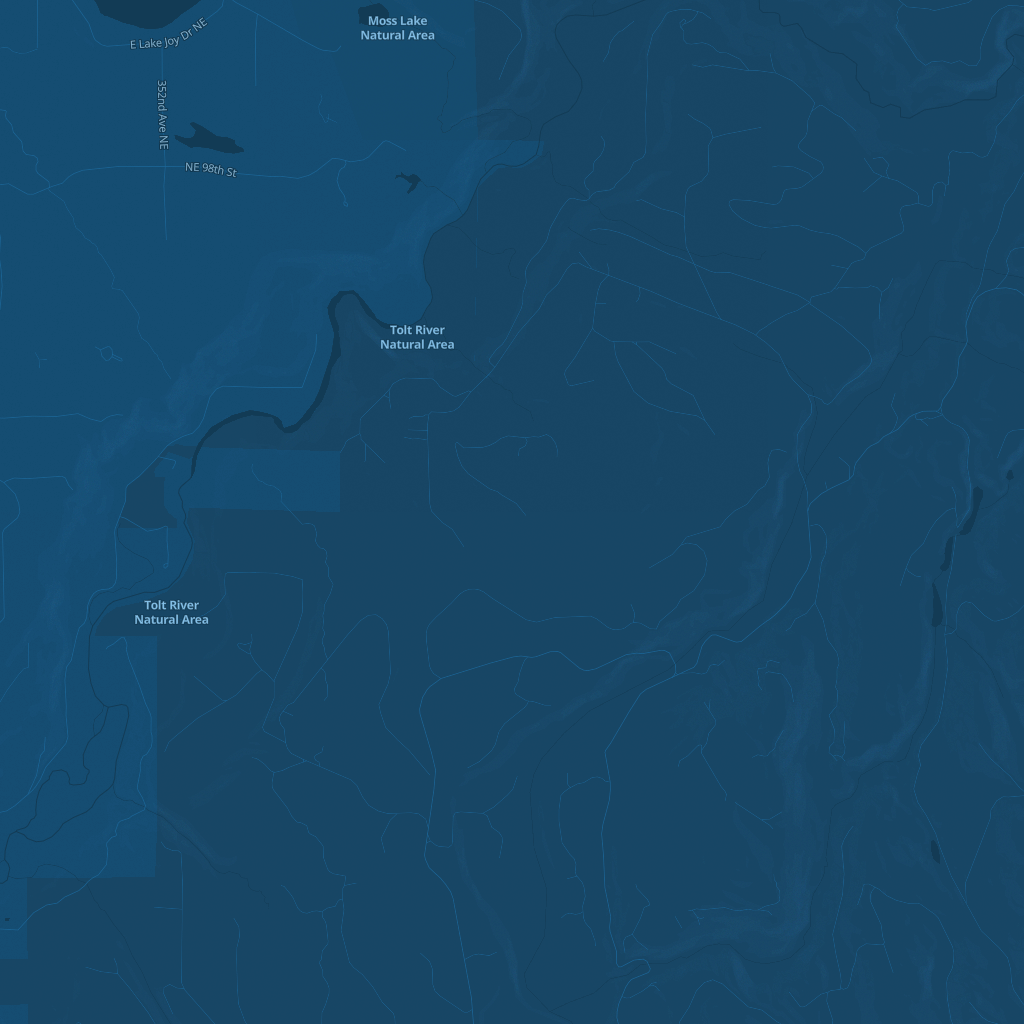 Moss Lake
Natural Area
E Lake Joy Dr NE
352nd Ave NE
NE 98th St
Tolt River
Natural Area
Tolt River
Natural Area